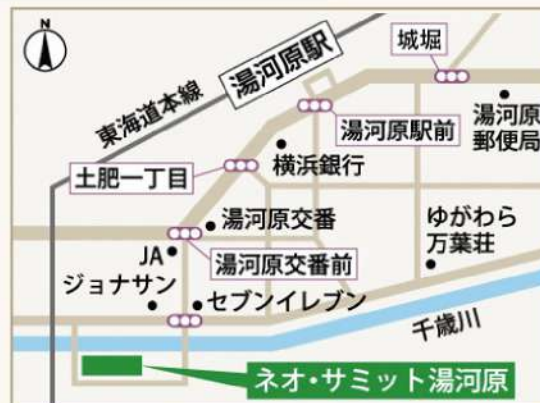 N
城堀
湯河原駅
東海道本線
湯河原
郵便局
湯河原駅前
横浜銀行
土肥一丁目
湯河原交番
ゆがわら
万葉荘
JA
湯河原交番前
ジョナサン
セブンイレブン
千歳川
ネオ・サミット湯河原